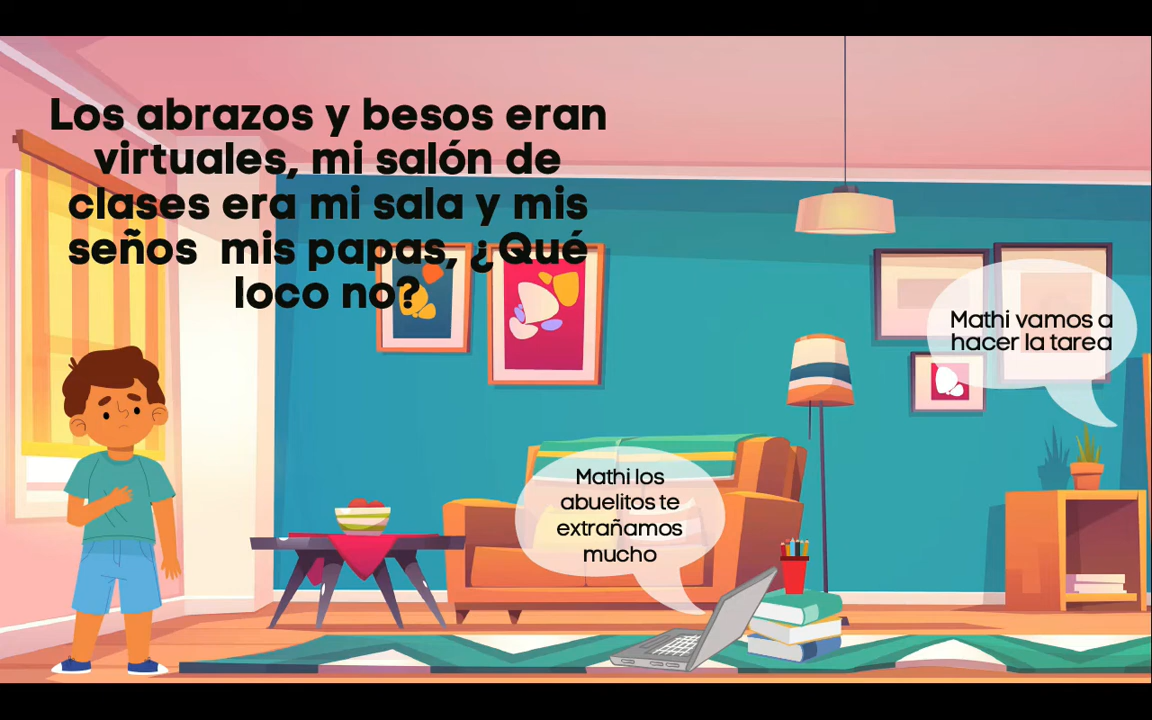 Los abrazos y besos eran
virtuales, mi salón de
clases era mi sala y mis
seños mis papas, ¿Qué
loco no?
Mathi vamos a
hacer la tarea
Mathi los
abuelitos te
extrañamos
mucho